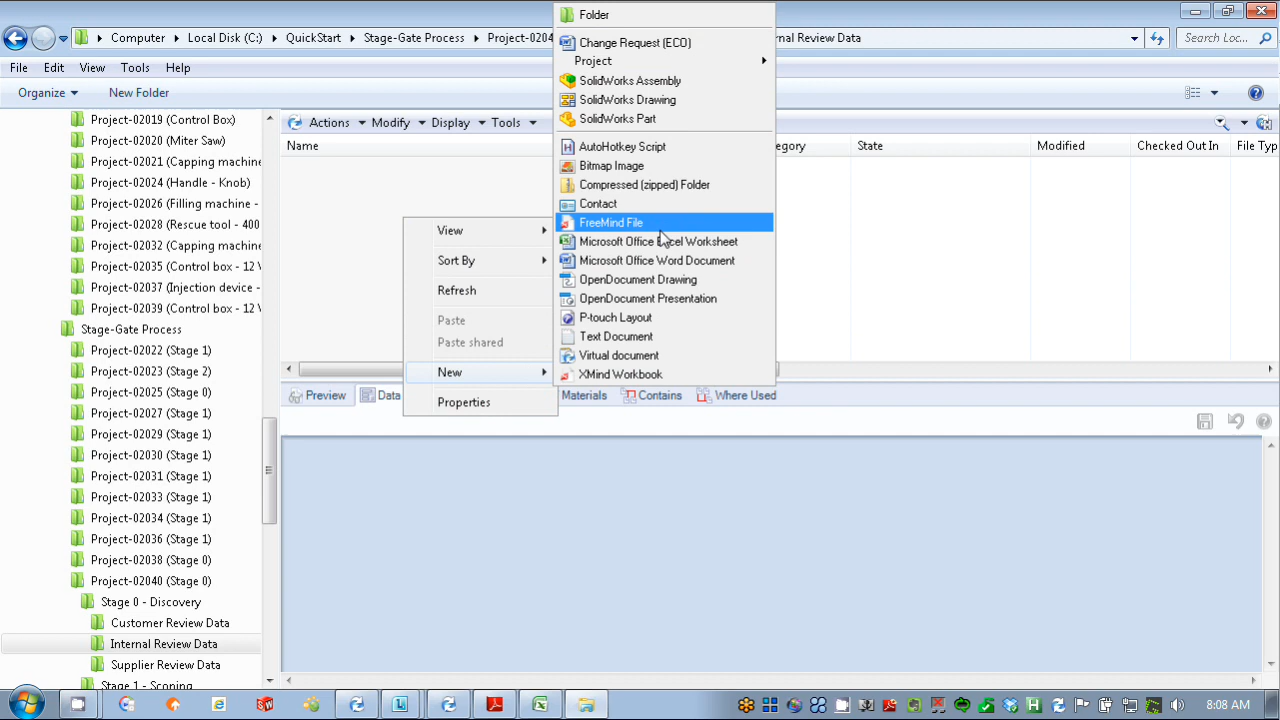 Computer ▸ Local Disk (C:) ▸ QuickStart ▸ Stage-Gate Process ▸ Project-0204
ternal Review Data
Search Loc...
File Edit View Tools Help
Organize New Folder
Project-02019 (Control Box)
Project-02020 (Miter Saw)
Project-02021 (Capping machine
Project-02024 (Handle - Knob)
Project-02026 (Filling machine -
Project-02028 (Rescue tool - 400
Project-02032 (Capping machine
Project-02035 (Control box - 12 V
Project-02037 (Injection device -
Project-02039 (Control box - 12 V
Stage-Gate Process
Project-02022 (Stage 1)
Project-02023 (Stage 2)
Project-02025 (Stage 0)
Project-02027 (Stage 1)
Project-02029 (Stage 1)
Project-02030 (Stage 1)
Project-02031 (Stage 1)
Project-02033 (Stage 1)
Project-02034 (Stage 1)
Project-02036 (Stage 1)
Project-02038 (Stage 0)
Project-02040 (Stage 0)
Stage 0 - Discovery
Customer Review Data
Internal Review Data
Supplier Review Data
Stage 1 - Scoping
Actions Modify Display Tools
Name
egory State Modified Checked Out In File Typ
View
Sort By
Refresh
Paste
Paste shared
New
Properties
Folder
Change Request (ECO)
Project
SolidWorks Assembly
SolidWorks Drawing
SolidWorks Part
AutoHotkey Script
Bitmap Image
Compressed (zipped) Folder
Contact
FreeMind File
Microsoft Office Excel Worksheet
Microsoft Office Word Document
OpenDocument Drawing
OpenDocument Presentation
P-touch Layout
Text Document
Virtual document
XMind Workbook
Preview Data
Materials Contains Where Used
8:08 AM